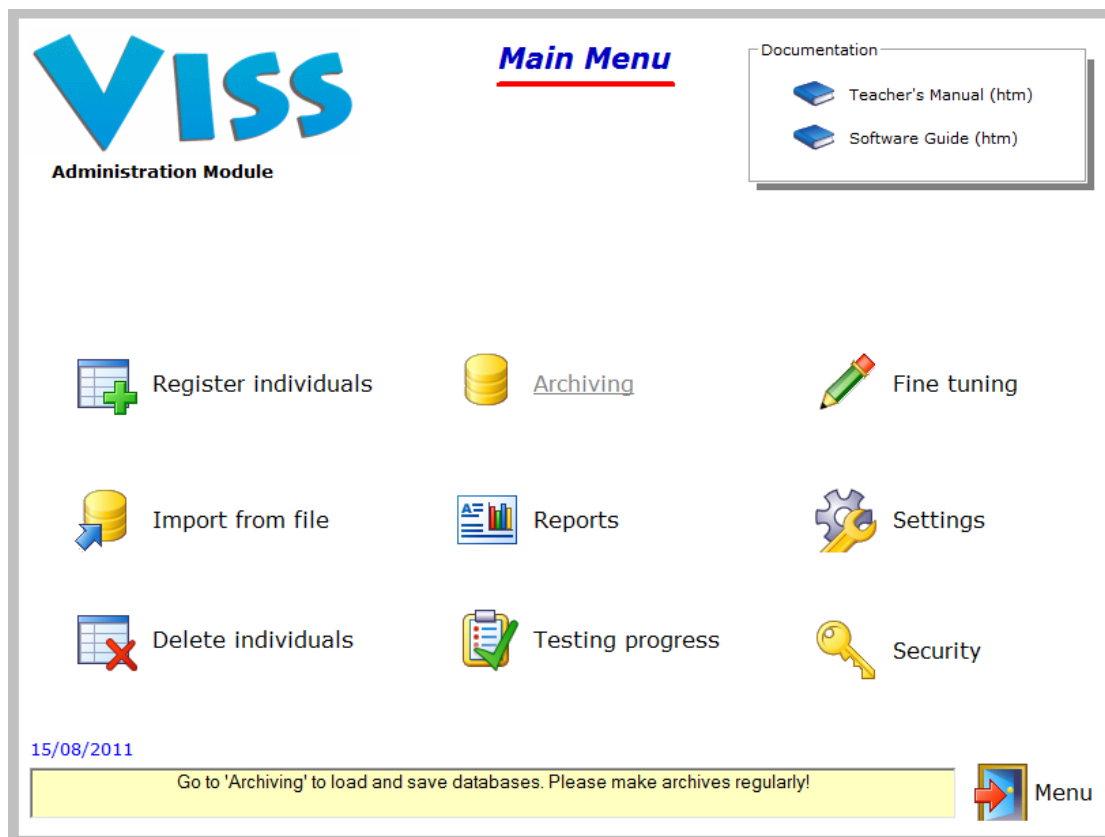 VISS
Main Menu
Documentation
Teacher's Manual (htm)
Software Guide (htm)
Administration Module
Register individuals
Archiving
Fine tuning
Import from file
Reports
Settings
Delete individuals
Testing progress
Security
15/08/2011
Go to 'Archiving' to load and save databases. Please make archives regularly!
Menu